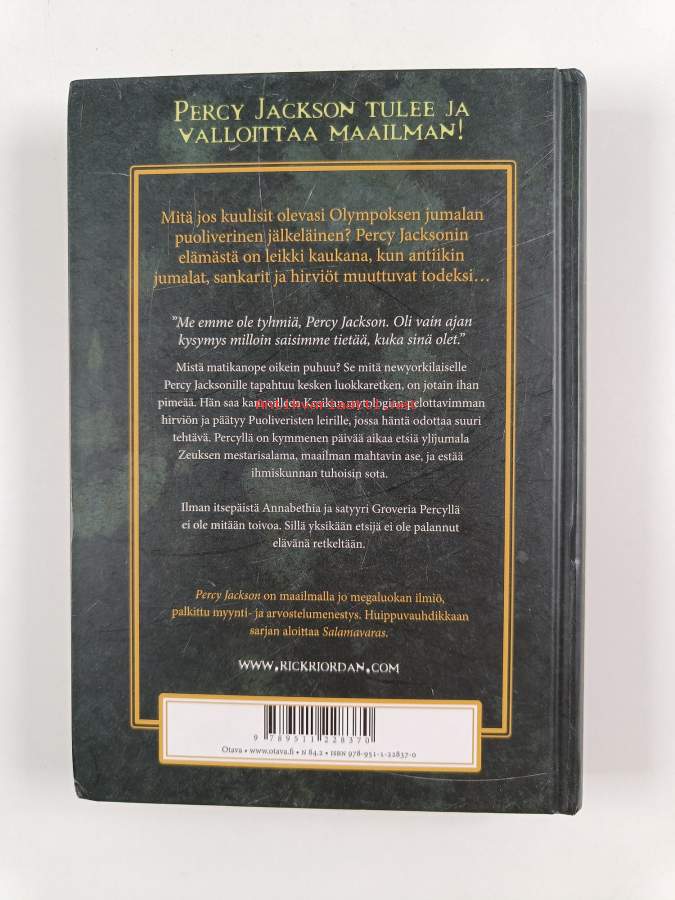 Percy Jackson tulee ja
valloittaa maailman!
Mitä jos kuulisit olevasi Olympoksen jumalan
puoliverinen jälkeläinen? Percy Jacksonin
elämästä on leikki kaukana, kun antiikin
jumalat, sankarit ja hirviöt muuttuvat todeksi…
”Me emme ole tyhmiä, Percy Jackson. Oli vain ajan
kysymys milloin saisimme tietää, kuka sinä olet.”
Mistä matikanope oikein puhuu? Se mitä newyorkilaiselle
Percy Jacksonille tapahtuu kesken luokkaretken, on jotain ihan
pimeää. Hän saa kannoilleen Kreikan mytologian pelottavimman
hirviön ja päätyy Puoliveristen leirille, jossa häntä odottaa suuri
tehtävä. Percyllä on kymmenen päivää aikaa etsiä ylijumala
Zeuksen mestarisalama, maailman mahtavin ase, ja estää
ihmiskunnan tuhoisin sota.
Ilman itsepäistä Annabethia ja satyyri Groveria Percyllä
ei ole mitään toivoa. Sillä yksikään etsijä ei ole palannut
elävänä retkeltään.
Percy Jackson on maailmalla jo megaluokan ilmiö,
palkittu myynti- ja arvostelumenestys. Huippuvauhdikkaan
sarjan aloittaa Salamavaras.
www.rickriordan.com
9 789511 228370
Otava • www.otava.fi • N 84.2 • ISBN 978-951-1-22837-0